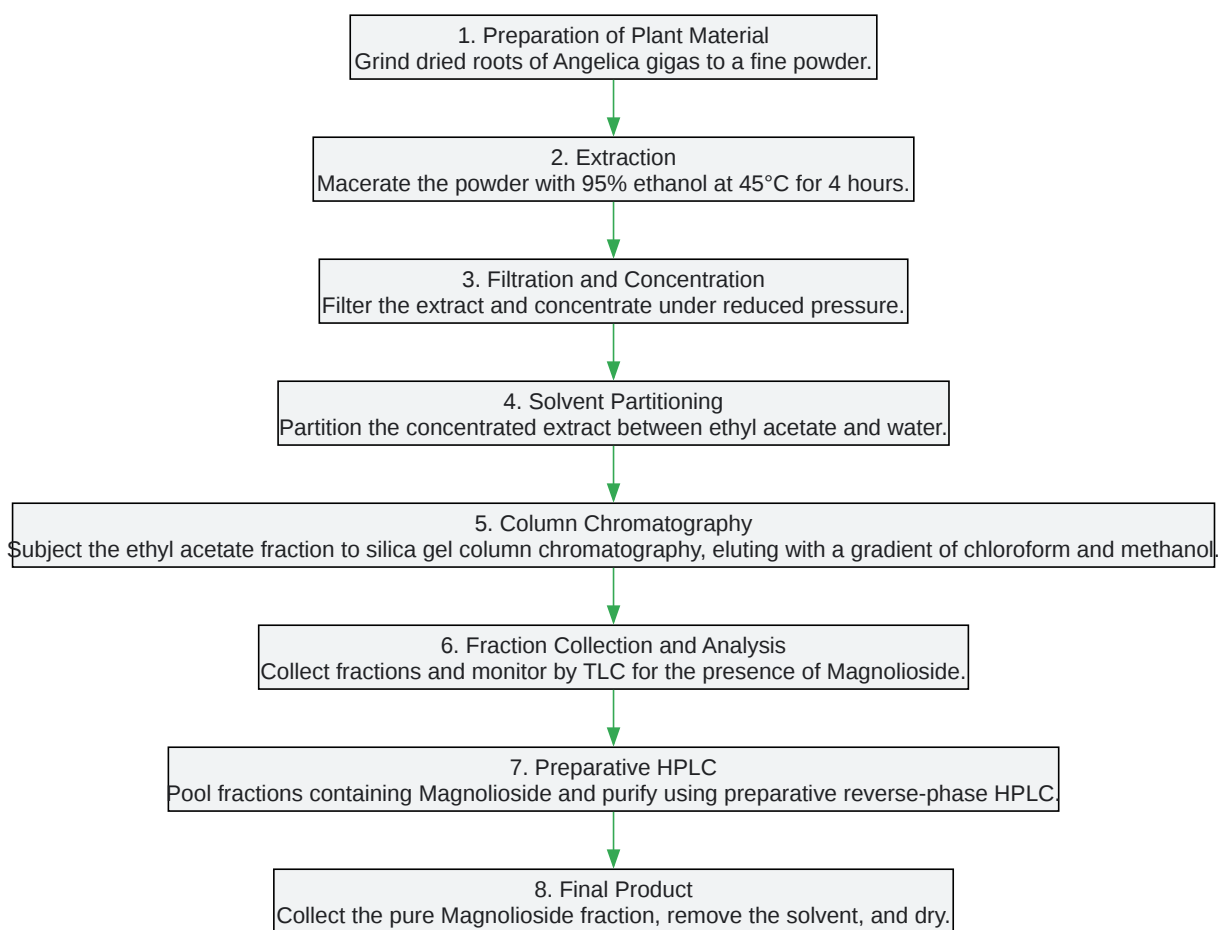 1. Preparation of Plant Material
Grind dried roots of Angelica gigas to a fine powder.
2. Extraction
Macerate the powder with 95% ethanol at 45°C for 4 hours.
3. Filtration and Concentration
Filter the extract and concentrate under reduced pressure.
4. Solvent Partitioning
Partition the concentrated extract between ethyl acetate and water.
5. Column Chromatography
Subject the ethyl acetate fraction to silica gel column chromatography, eluting with a gradient of chloroform and methanol.
6. Fraction Collection and Analysis
Collect fractions and monitor by TLC for the presence of Magnolioside.
7. Preparative HPLC
Pool fractions containing Magnolioside and purify using preparative reverse-phase HPLC.
8. Final Product
Collect the pure Magnolioside fraction, remove the solvent, and dry.